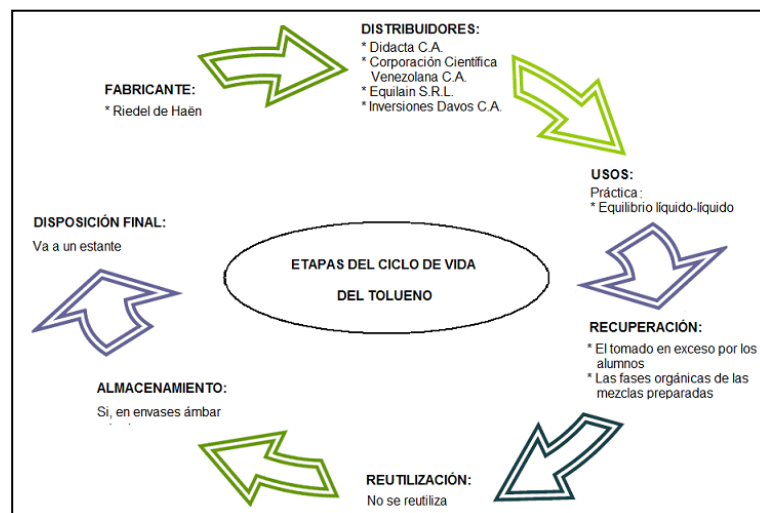 FABRICANTE:
* Riedel de Haën
DISTRIBUIDORES:
* Didacta C.A.
* Corporación Científica
Venezolana C.A.
* Equilain S.R.L.
* Inversiones Davos C.A.
USOS:
Práctica:
* Equilibrio líquido-líquido
RECUPERACIÓN:
* El tomado en exceso por los
alumnos
* Las fases orgánicas de las
mezclas preparadas
REUTILIZACIÓN:
No se reutiliza
ALMACENAMIENTO:
Si, en envases ámbar
DISPOSICIÓN FINAL:
Va a un estante
ETAPAS DEL CICLO DE VIDA
DEL TOLUENO